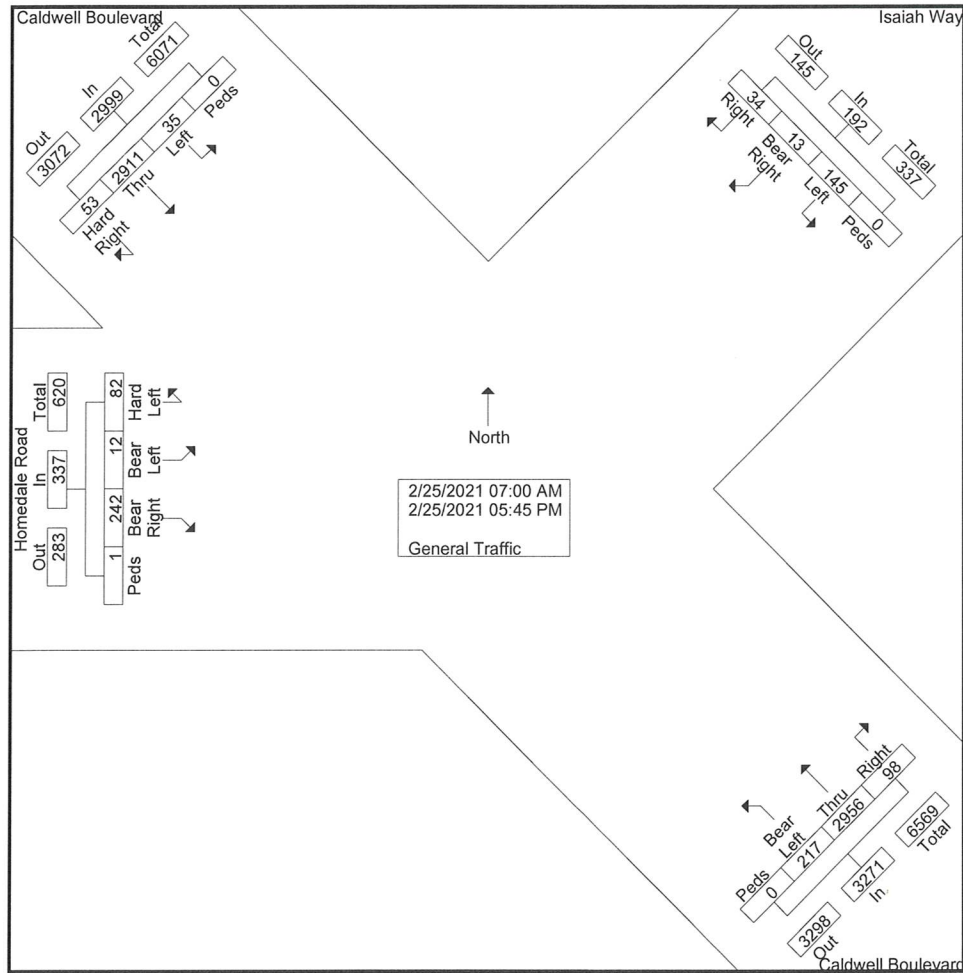 Caldwell Boulevard
Out
3072
In
2999
Total
6071
53
2911
35
0
Hard
Right
Thru
Left
Peds
Isaiah Way
Out
145
In
192
Total
337
34
13
145
0
Right
Bear
Right
Left
Peds
Homedale Road
Out
283
In
337
Total
620
1
242
12
82
Peds
Bear
Right
Bear
Left
Hard
Left
North
2/25/2021 07:00 AM
2/25/2021 05:45 PM
General Traffic
Peds
Bear
Left
Thru
Right
0
217
2956
98
3298
Out
3271
In
6569
Total
Caldwell Boulevard